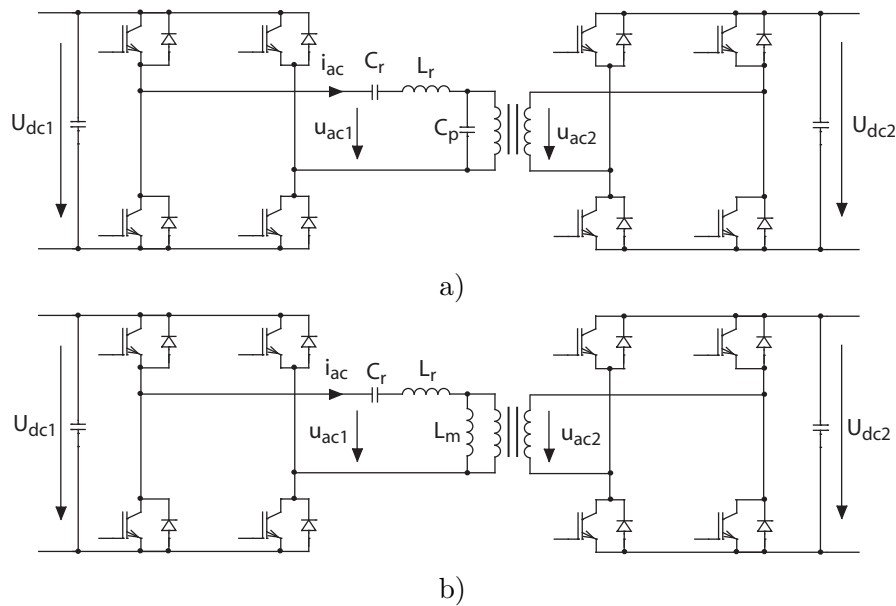 i_ac C_r L_r
U_dc1 u_ac1 C_p u_ac2 U_dc2
a)
i_ac C_r L_r
U_dc1 u_ac1 L_m u_ac2 U_dc2
b)